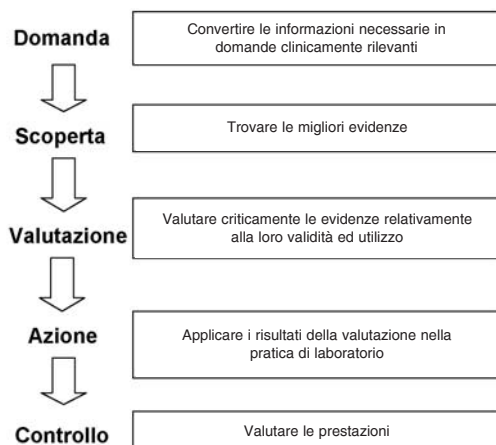 Domanda
Convertire le informazioni necessarie in
domande clinicamente rilevanti
Scoperta
Trovare le migliori evidenze
Valutazione
Valutare criticamente le evidenze relativamente
alla loro validità ed utilizzo
Azione
Applicare i risultati della valutazione nella
pratica di laboratorio
Controllo
Valutare le prestazioni